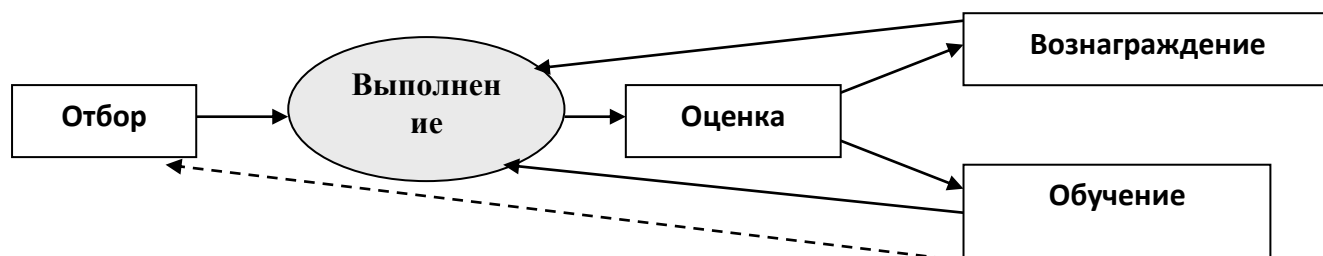 Вознаграждение
Выполнен
ие
Отбор
Оценка
Обучение